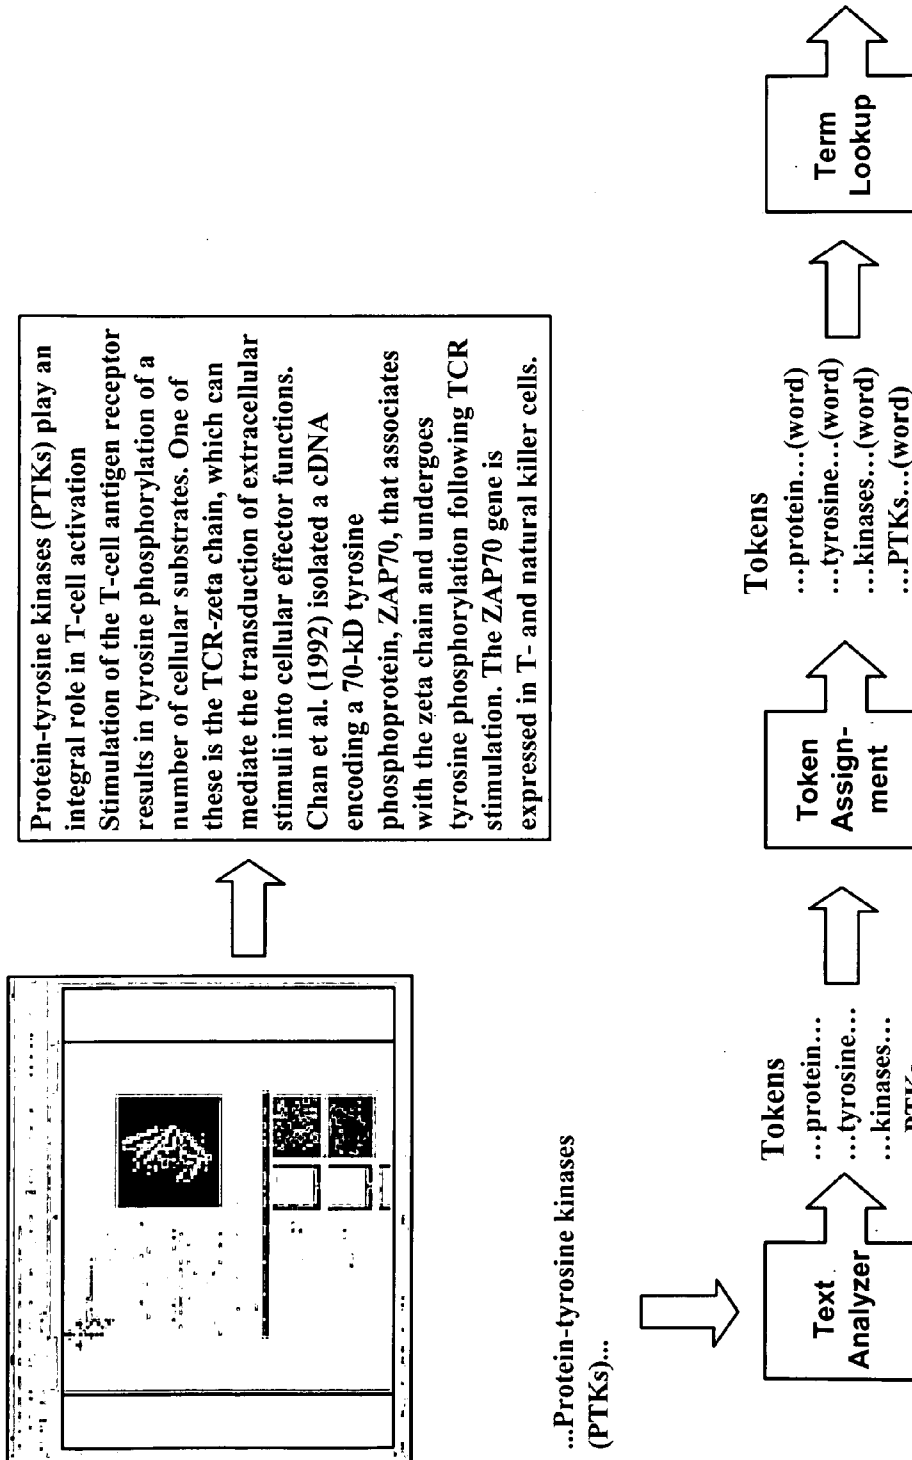 Protein-tyrosine kinases (PTKs) play an
integral role in T-cell activation
Stimulation of the T-cell antigen receptor
results in tyrosine phosphorylation of a
number of cellular substrates. One of
these is the TCR-zeta chain, which can
mediate the transduction of extracellular
stimuli into cellular effector functions.
Chan et al. (1992) isolated a cDNA
encoding a 70-kD tyrosine
phosphoprotein, ZAP70, that associates
with the zeta chain and undergoes
tyrosine phosphorylation following TCR
stimulation. The ZAP70 gene is
expressed in T- and natural killer cells.
...Protein-tyrosine kinases
(PTKs)...
Text
Analyzer
Tokens
...protein...
...tyrosine...
...kinases...
Token
Assign-
ment
Tokens
...protein...(word)
...tyrosine...(word)
...kinases...(word)
...PTKs...(word)
Term
Lookup